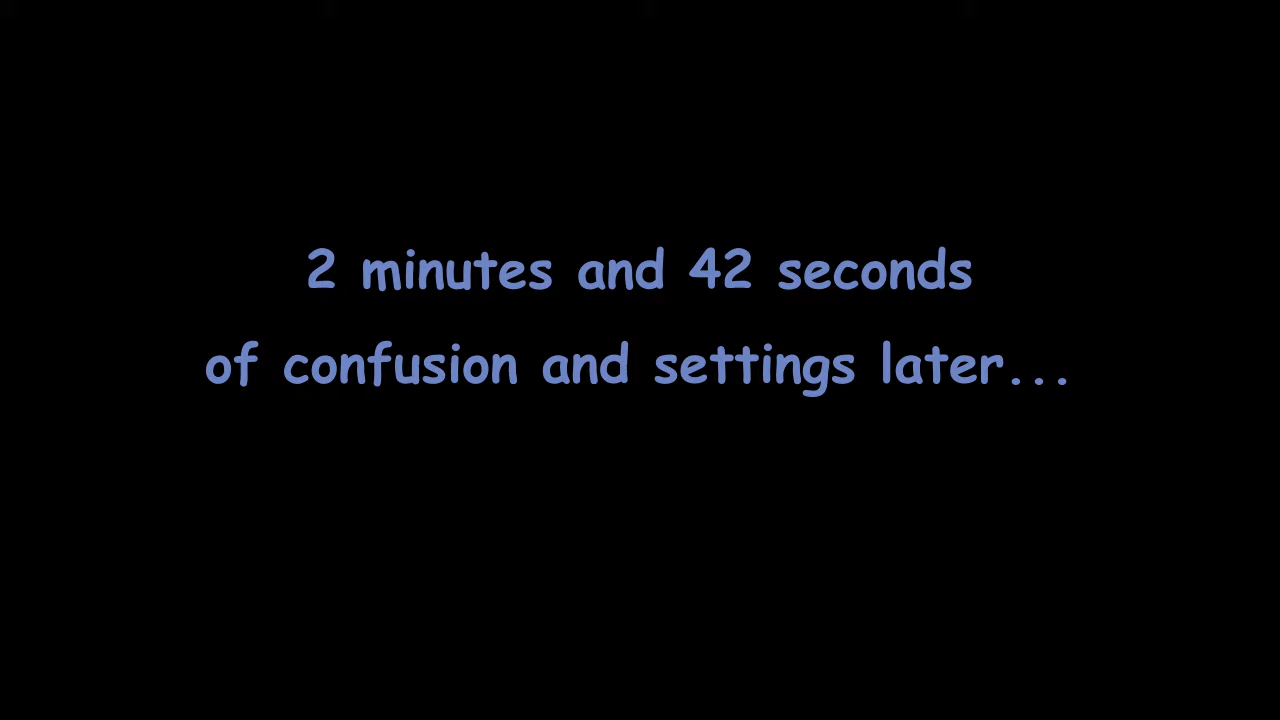 2 minutes and 42 seconds
of confusion and settings later...